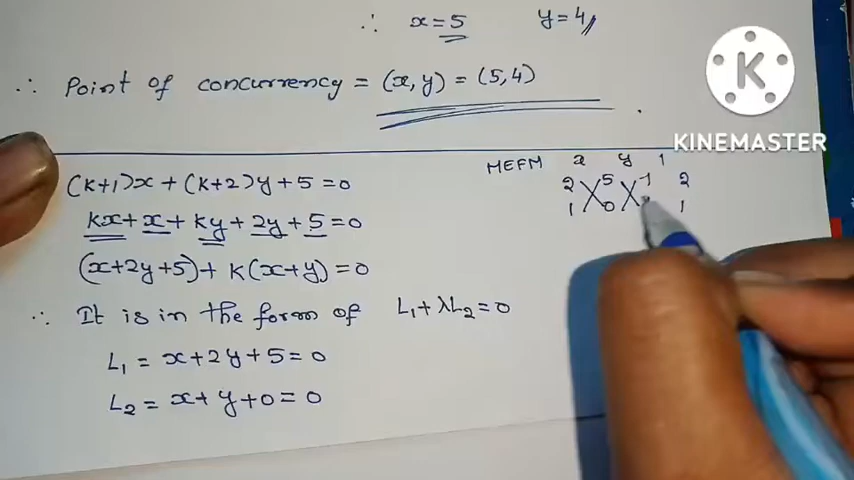 ∴ x=5 y=4
∴ Point of concurrency = (x,y) = (5,4)
K
KINEMASTER
(k+1)x+(k+2)y+5=0
kx+x+ky+2y+5=0
(x+2y+5)+k(x+y)=0
∴ It is in the form of L₁+λL₂=0
L₁ = x+2y+5=0
L₂ = x+y+0=0
MEFM x y 1
2 5 1 2
1 0 1